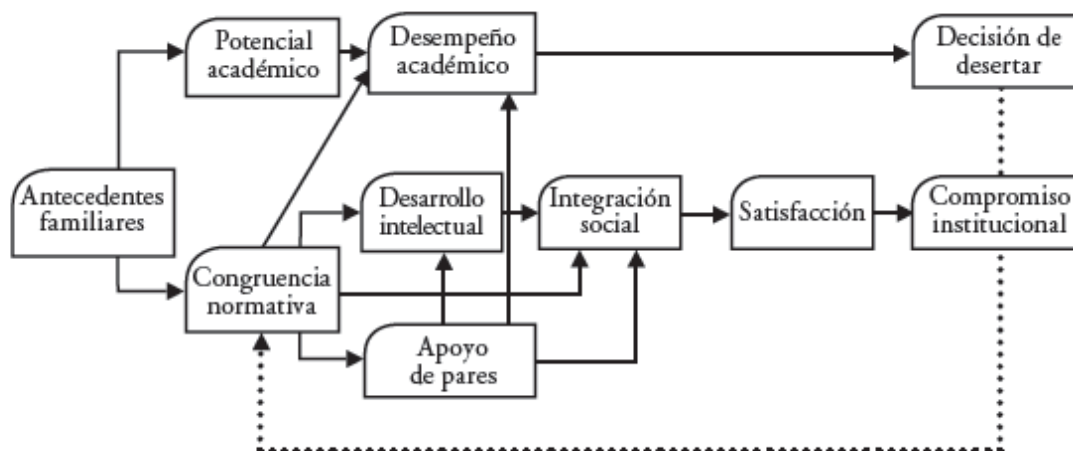 Potencial
académico
Desempeño
académico
Decisión de
desertar
Antecedentes
familiares
Desarrollo
intelectual
Integración
social
Satisfacción
Compromiso
institucional
Congruencia
normativa
Apoyo
de pares